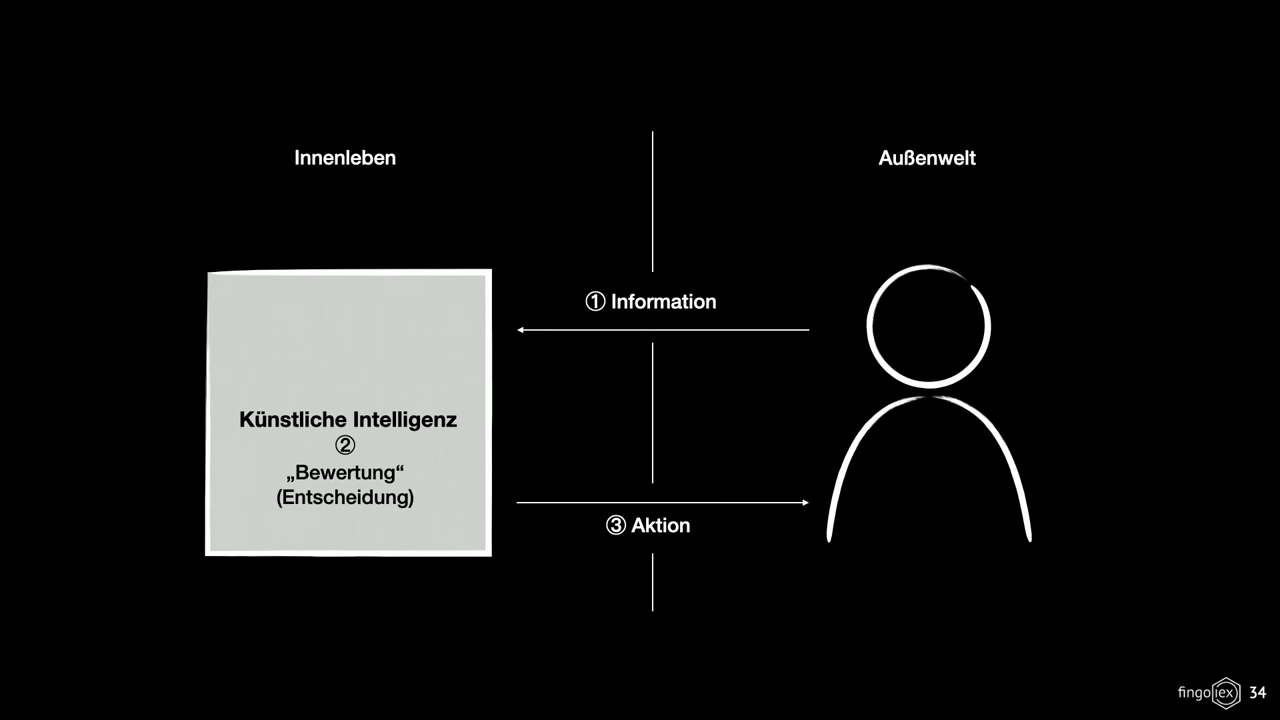 Innenleben
Außenwelt
① Information
Künstliche Intelligenz
②
„Bewertung“
(Entscheidung)
③ Aktion
fingolex 34